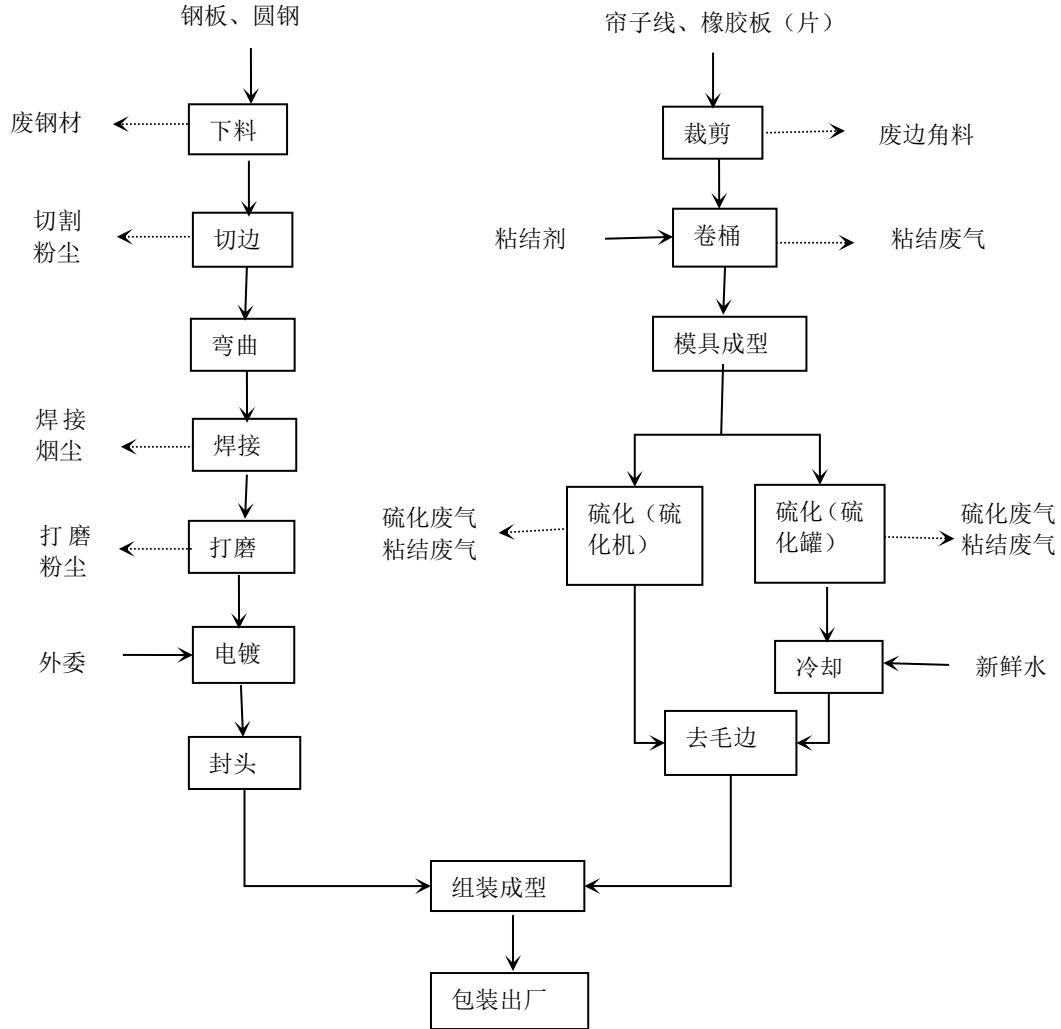 钢板、圆钢
帘子线、橡胶板（片）
废钢材
下料
裁剪
废边角料
切割
粉尘
切边
粘结剂
卷桶
粘结废气
弯曲
模具成型
焊接
烟尘
焊接
硫化废气
粘结废气
硫化（硫
化机）
硫化（硫
化罐）
硫化废气
粘结废气
打磨
粉尘
打磨
外委
电镀
冷却
新鲜水
封头
去毛边
组装成型
包装出厂